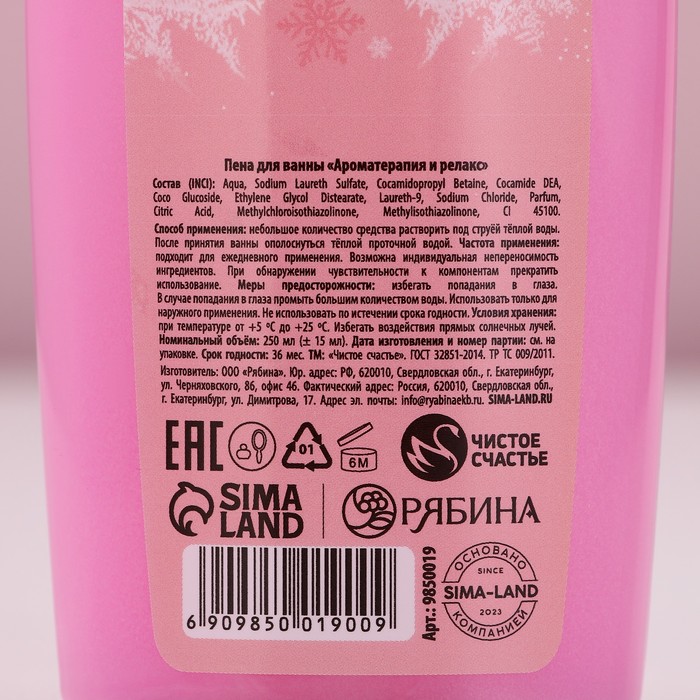 Пена для ванны «Ароматерапия и релакс»
Состав (INCI): Aqua, Sodium Laureth Sulfate, Cocamidopropyl Betaine, Cocamide DEA,
Coco Glucoside, Ethylene Glycol Distearate, Laureth-9, Sodium Chloride, Parfum,
Citric Acid, Methylchloroisothiazolinone, Methylisothiazolinone, CI 45100.
Способ применения: небольшое количество средства растворить под струёй тёплой воды.
После принятия ванны ополоснуться тёплой проточной водой. Частота применения:
подходит для ежедневного применения. Возможна индивидуальная непереносимость
ингредиентов. При обнаружении чувствительности к компонентам прекратить
использование. Меры предосторожности: избегать попадания в глаза.
В случае попадания в глаза промыть большим количеством воды. Использовать только для
наружного применения. Не использовать по истечении срока годности. Условия хранения:
при температуре от +5 °C до +25 °C. Избегать воздействия прямых солнечных лучей.
Номинальный объём: 250 мл (± 15 мл). Дата изготовления и номер партии: см. на
упаковке. Срок годности: 36 мес. ТМ: «Чистое счастье». ГОСТ 32851-2014. ТР ТС 009/2011.
Изготовитель: ООО «Рябина». Юр. адрес: РФ, 620010, Свердловская обл., г. Екатеринбург,
ул. Черняховского, 86, офис 46. Фактический адрес: Россия, 620010, Свердловская обл.,
г. Екатеринбург, ул. Димитрова, 17. Адрес эл. почты: info@ryabinaekb.ru. SIMA-LAND.RU
EAC
01
6M
ЧИСТОЕ
СЧАСТЬЕ
SIMA
LAND
РЯБИНА
6 909850 019009
Арт.: 9850019
ОСНОВАНО
SINCE
SIMA-LAND
2023
КОМПАНИЕЙ